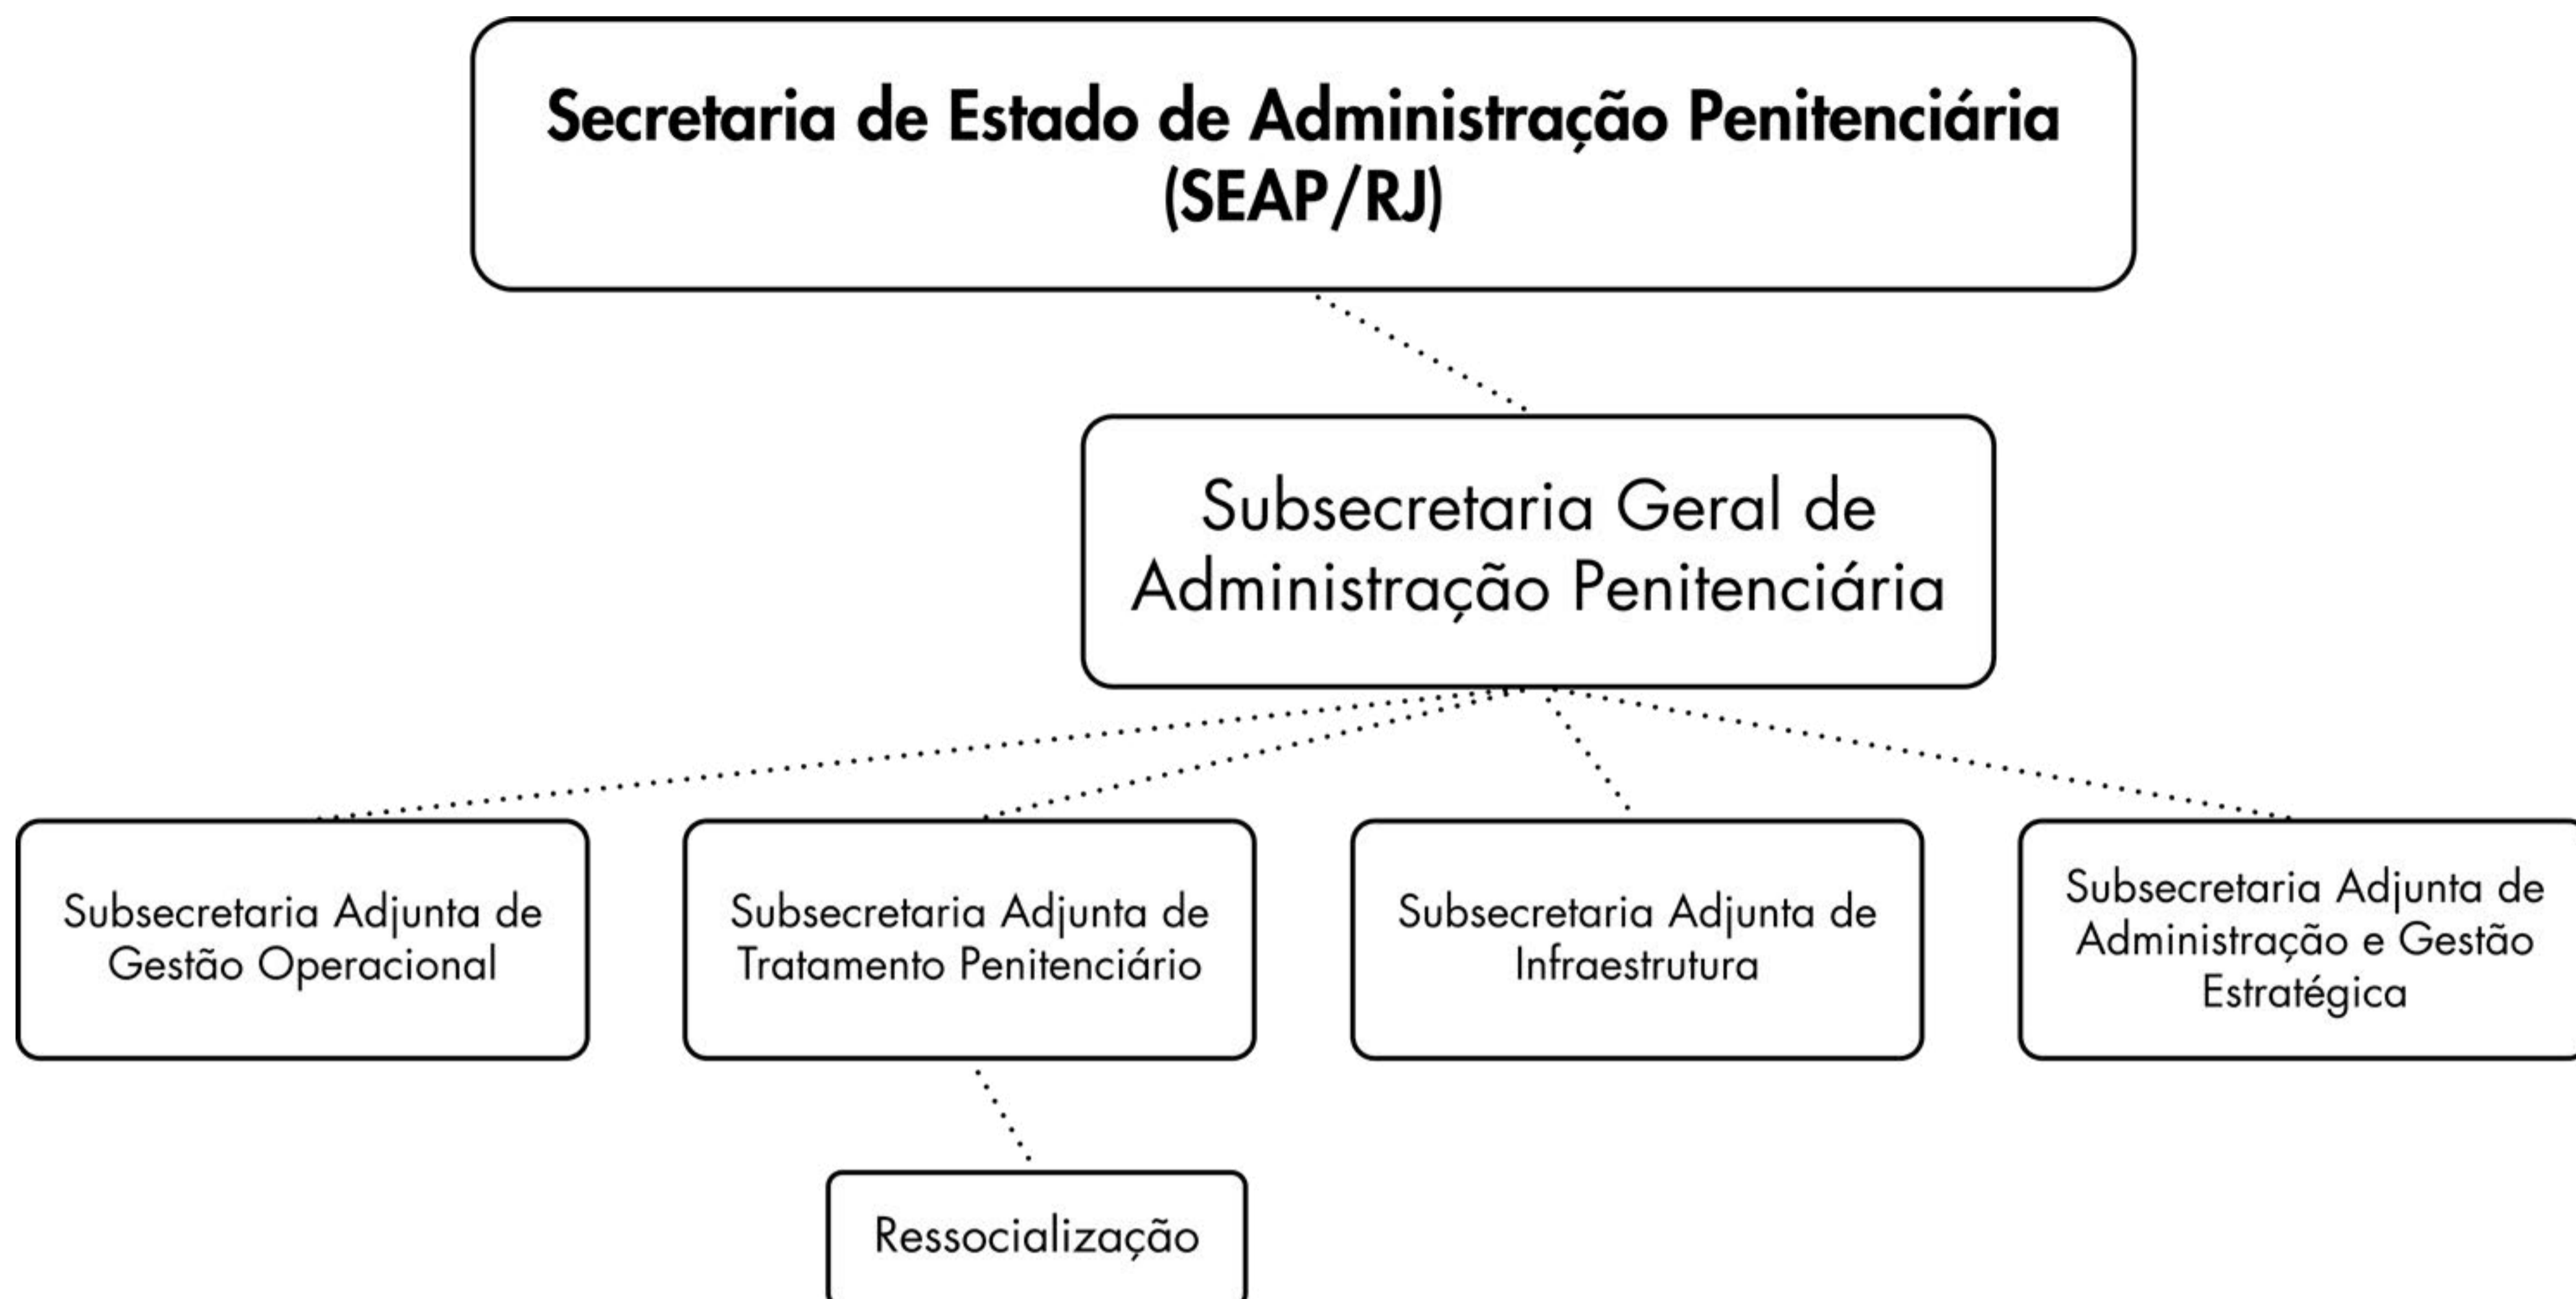 Secretaria de Estado de Administração Penitenciária
(SEAP/RJ)
Subsecretaria Geral de
Administração Penitenciária
Subsecretaria Adjunta de
Gestão Operacional
Subsecretaria Adjunta de
Tratamento Penitenciário
Subsecretaria Adjunta de
Infraestrutura
Subsecretaria Adjunta de
Administração e Gestão
Estratégica
Ressocialização